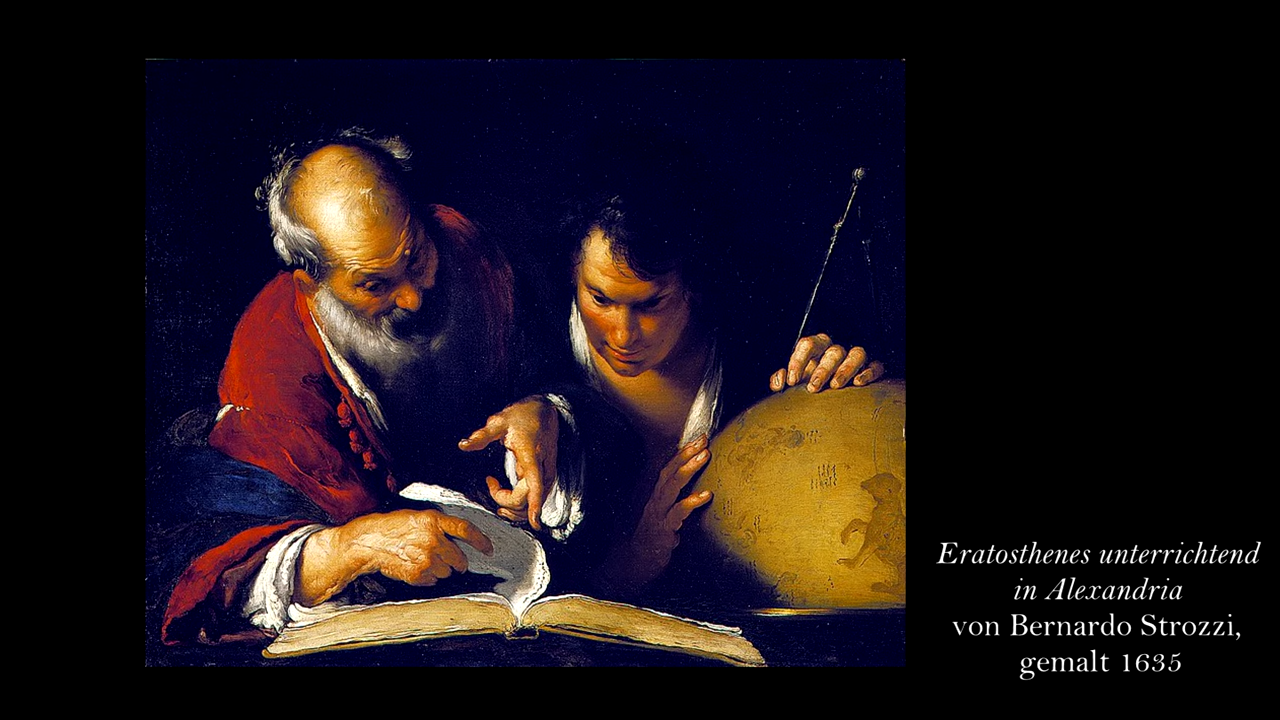 Eratosthenes unterrichtend
in Alexandria
von Bernardo Strozzi,
gemalt 1635